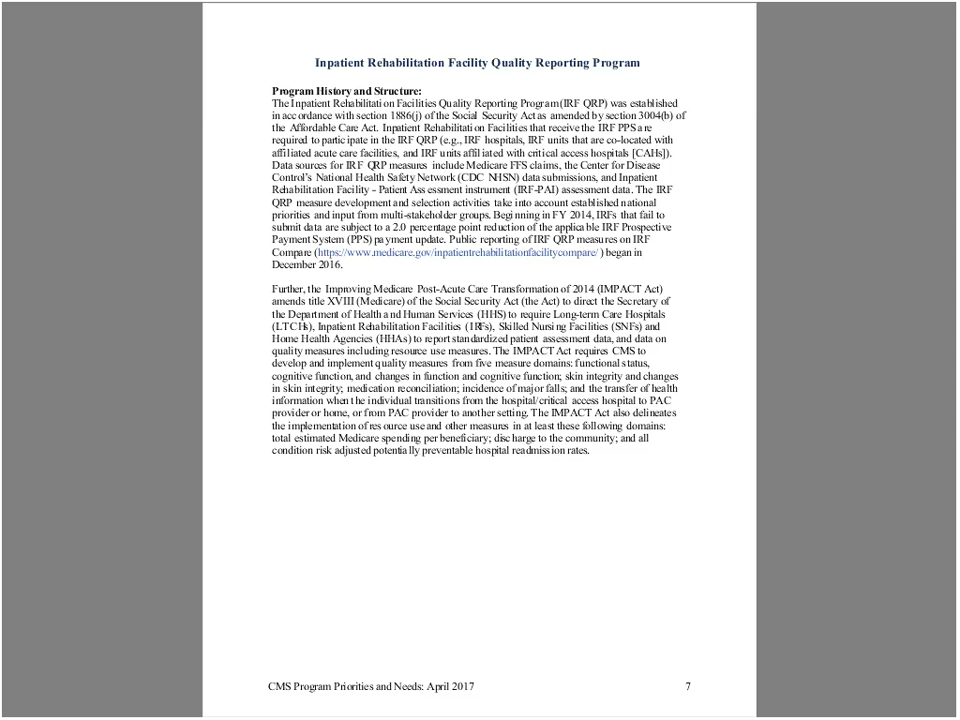 Inpatient Rehabilitation Facility Quality Reporting Program
Program History and Structure:
The Inpatient Rehabilitation Facilities Quality Reporting Program (IRF QRP) was established
in accordance with section 1886(j) of the Social Security Act as amended by section 3004(b) of
the Affordable Care Act. Inpatient Rehabilitation Facilities that receive the IRF PPS are
required to participate in the IRF QRP (e.g., IRF hospitals, IRF units that are co-located with
affiliated acute care facilities, and IRF units affiliated with critical access hospitals [CAHs]).
Data sources for IRF QRP measures include Medicare FFS claims, the Center for Disease
Control's National Health Safety Network (CDC NHSN) data submissions, and Inpatient
Rehabilitation Facility - Patient Assessment instrument (IRF-PAI) assessment data. The IRF
QRP measure development and selection activities take into account established national
priorities and input from multi-stakeholder groups. Beginning in FY 2014, IRFs that fail to
submit data are subject to a 2.0 percentage point reduction of the applicable IRF Prospective
Payment System (PPS) payment update. Public reporting of IRF QRP measures on IRF
Compare (https://www.medicare.gov/inpatientrehabilitationfacilitycompare/ ) began in
December 2016.
Further, the Improving Medicare Post-Acute Care Transformation of 2014 (IMPACT Act)
amends title XVIII (Medicare) of the Social Security Act (the Act) to direct the Secretary of
the Department of Health and Human Services (HHS) to require Long-term Care Hospitals
(LTCHs), Inpatient Rehabilitation Facilities (IRFs), Skilled Nursing Facilities (SNFs) and
Home Health Agencies (HHAs) to report standardized patient assessment data, and data on
quality measures including resource use measures. The IMPACT Act requires CMS to
develop and implement quality measures from five measure domains: functional status,
cognitive function, and changes in function and cognitive function; skin integrity and changes
in skin integrity; medication reconciliation; incidence of major falls; and the transfer of health
information when the individual transitions from the hospital/critical access hospital to PAC
provider or home, or from PAC provider to another setting. The IMPACT Act also delineates
the implementation of resource use and other measures in at least these following domains:
total estimated Medicare spending per beneficiary; discharge to the community; and all
condition risk adjusted potentially preventable hospital readmission rates.
CMS Program Priorities and Needs: April 2017 7